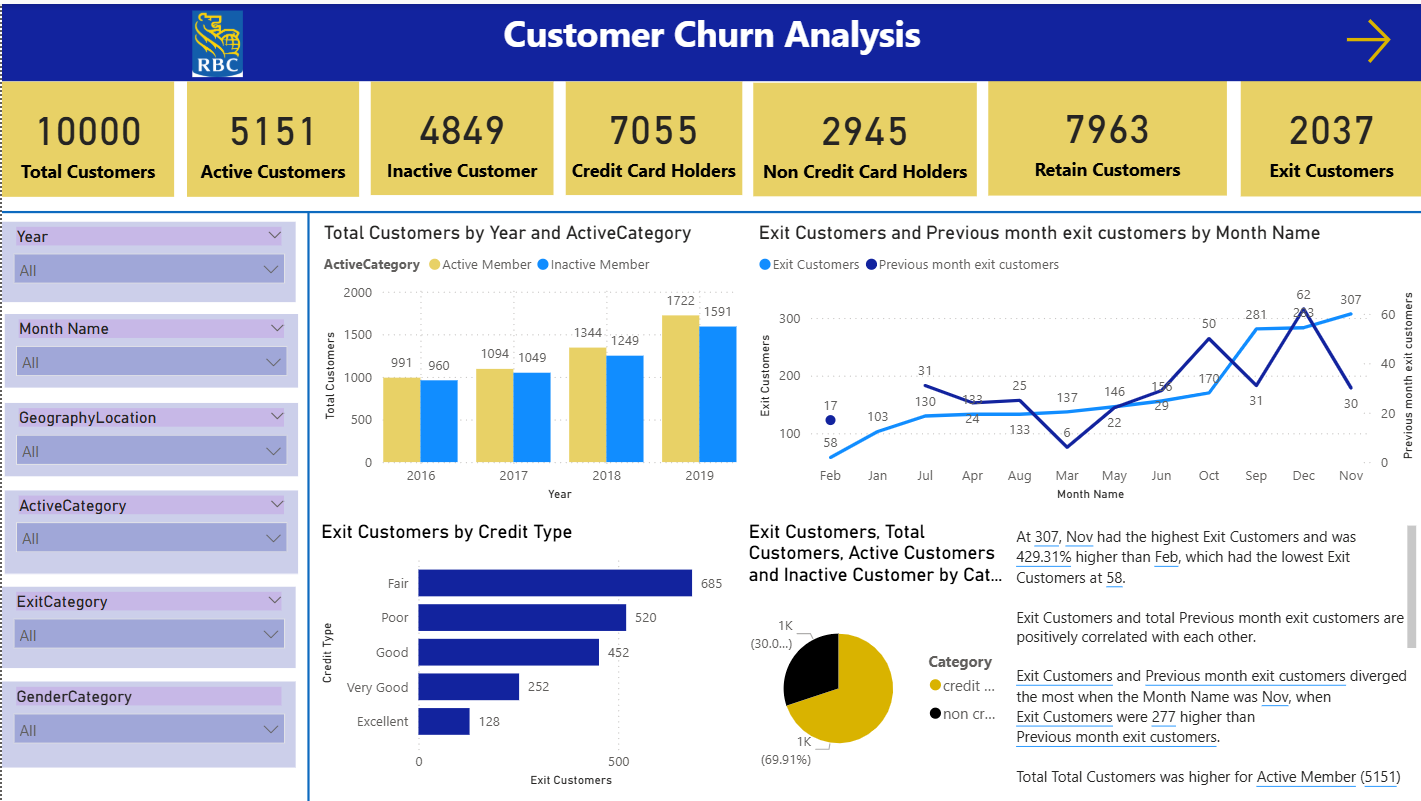 RBC
Customer Churn Analysis
10000
Total Customers
5151
Active Customers
4849
Inactive Customer
7055
Credit Card Holders
2945
Non Credit Card Holders
7963
Retain Customers
2037
Exit Customers
Year
All
Month Name
All
GeographyLocation
All
ActiveCategory
All
ExitCategory
All
GenderCategory
All
Total Customers by Year and ActiveCategory
ActiveCategory Active Member Inactive Member
Total Customers
2000
1500
1000
500
0
991
960
1094
1049
1344
1249
1722
1591
2016 2017 2018 2019
Year
Exit Customers and Previous month exit customers by Month Name
Exit Customers Previous month exit customers
Exit Customers
300
200
100
Previous month exit customers
60
40
20
0
17
58
103
31
130
133
24
25
133
137
6
146
22
156
29
50
170
281
31
62
293
307
30
Feb Jan Jul Apr Aug Mar May Jun Oct Sep Dec Nov
Month Name
Exit Customers by Credit Type
Credit Type
Fair 685
Poor 520
Good 452
Very Good 252
Excellent 128
0 500
Exit Customers
Exit Customers, Total
Customers, Active Customers
and Inactive Customer by Cat...
1K
(30.0...)
1K
(69.91%)
Category
credit ...
non cr...
At 307, Nov had the highest Exit Customers and was
429.31% higher than Feb, which had the lowest Exit
Customers at 58.
Exit Customers and total Previous month exit customers are
positively correlated with each other.
Exit Customers and Previous month exit customers diverged
the most when the Month Name was Nov, when
Exit Customers were 277 higher than
Previous month exit customers.
Total Total Customers was higher for Active Member (5151)